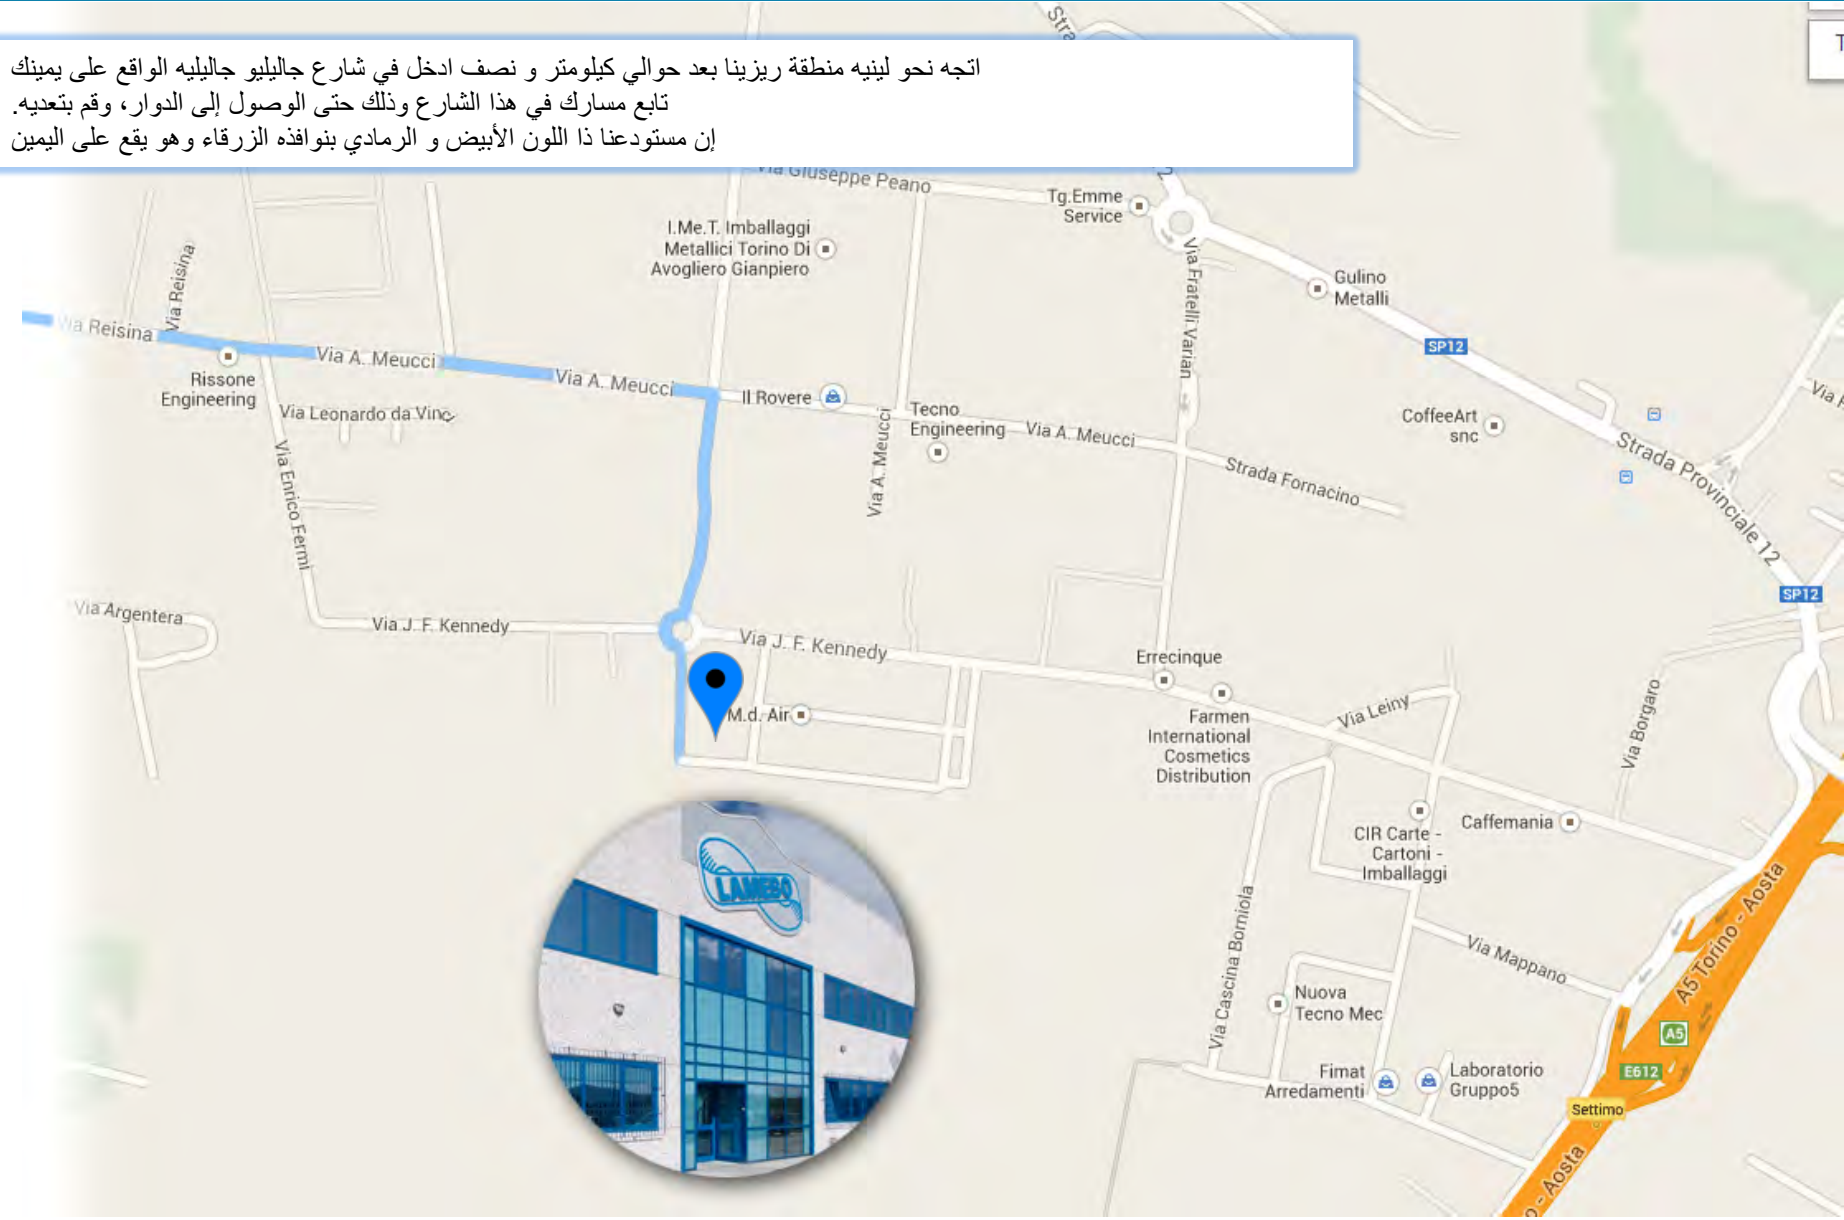 اتجه نحو لينيه منطقة ريزينا بعد حوالي كيلومتر و نصف ادخل في شارع جاليليو جاليليه الواقع على يمينك
تابع مسارك في هذا الشارع وذلك حتى الوصول إلى الدوار، وقم بتعديه.
إن مستودعنا ذا اللون الأبيض و الرمادي بنوافذه الزرقاء وهو يقع على اليمين
Via Giuseppe Peano
Tg.Emme
Service
I.Me.T. Imballaggi
Metallici Torino Di
Avogliero Gianpiero
Via Reisina
Via Fratelli Varian
Gulino
Metalli
Via Reisina
SP12
Via A. Meucci
Via A. Meucci
Rissone
Engineering
Il Rovere
Via Leonardo da Vinc
Tecno
Engineering
Via A. Meucci
Via A. Meucci
CoffeeArt
snc
Strada Fornacino
Strada Provinciale 12
Via Enrico Fermi
SP12
Via Argentera
Via J. F. Kennedy
Via J. F. Kennedy
Errecinque
M.d. Air
Farmen
International
Cosmetics
Distribution
Via Leiny
Via Borgaro
CIR Carte -
Cartoni -
Imballaggi
Caffemania
LAMEBO
Via Cascina Borniola
Via Mappano
A5 Torino - Aosta
Nuova
Tecno Mec
A5
E612
Fimat
Arredamenti
Laboratorio
Gruppo5
Settimo
- Aosta